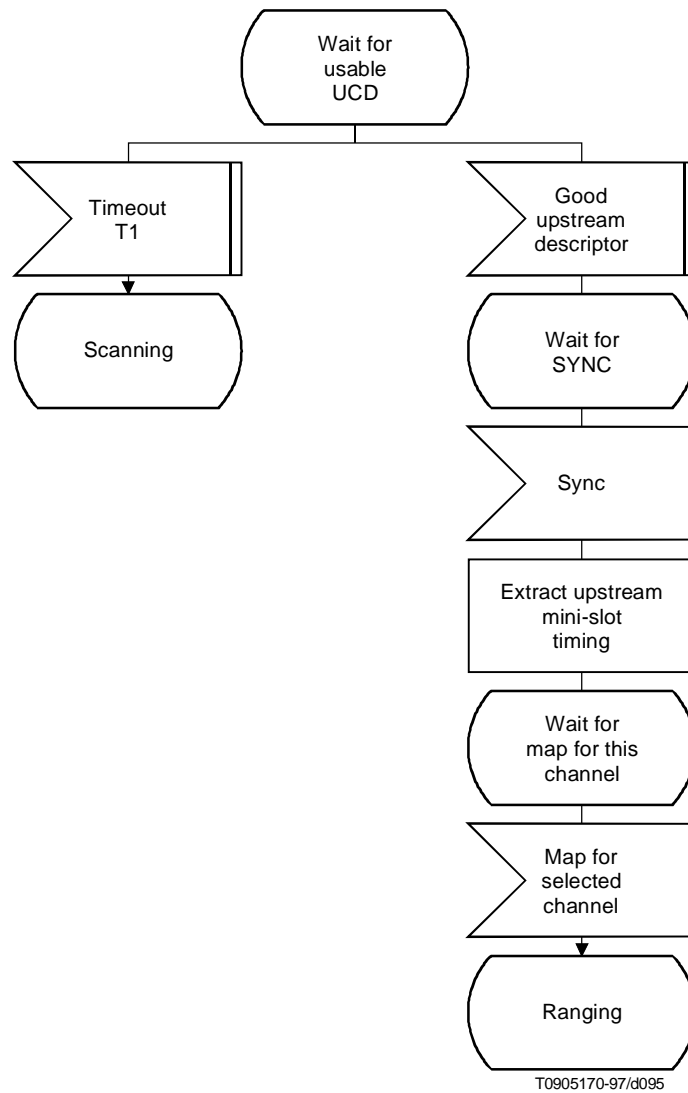 Wait for
usable
UCD
Timeout
T1
Good
upstream
descriptor
Scanning
Wait for
SYNC
Sync
Extract upstream
mini-slot
timing
Wait for
map for this
channel
Map for
selected
channel
Ranging
T0905170-97/d095